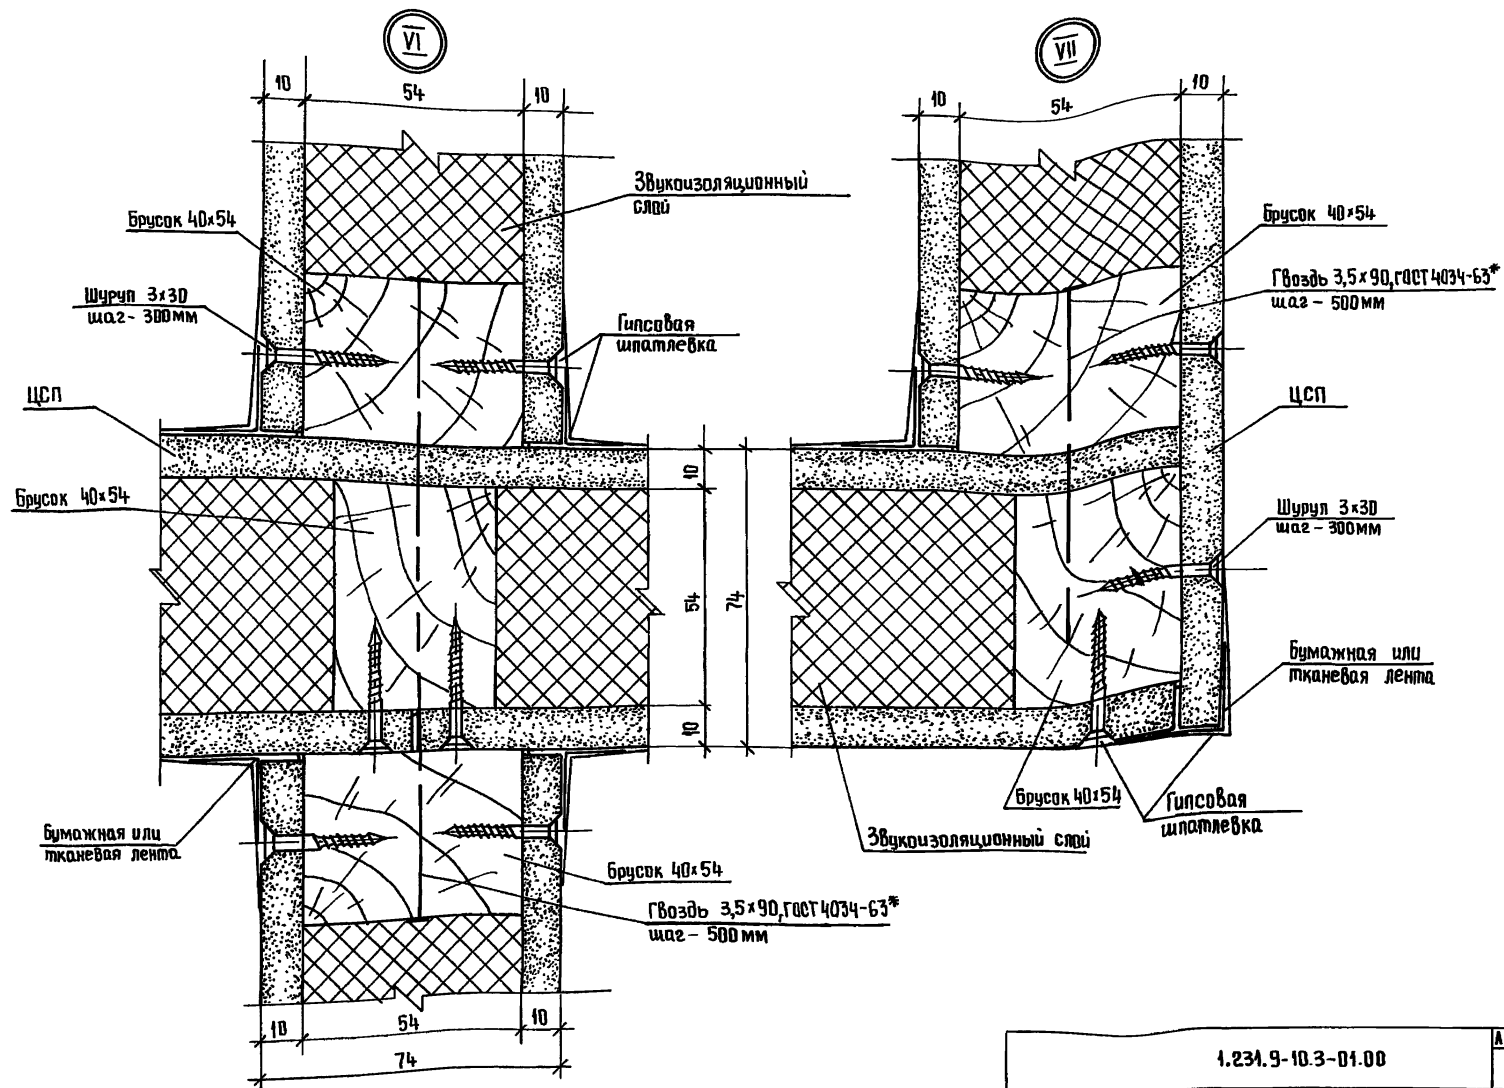 VI
VII
10
54
10
10
54
10
Звукоизоляционный
слой
Брусок 40×54
Брусок 40×54
Шуруп 3×30
шаг - 300мм
Гипсовая
шпатлевка
Гвоздь 3,5×90, ГОСТ 4034-63*
шаг - 500мм
ЦСП
ЦСП
Брусок 40×54
10
54
74
10
Шуруп 3×30
шаг - 300мм
Бумажная или
тканевая лента
Брусок 40×54
Гипсовая
шпатлевка
Звукоизоляционный слой
Бумажная или
тканевая лента
Брусок 40×54
Гвоздь 3,5×90, ГОСТ 4034-63*
шаг - 500мм
10
54
10
74
1.231.9-10.3-01.00